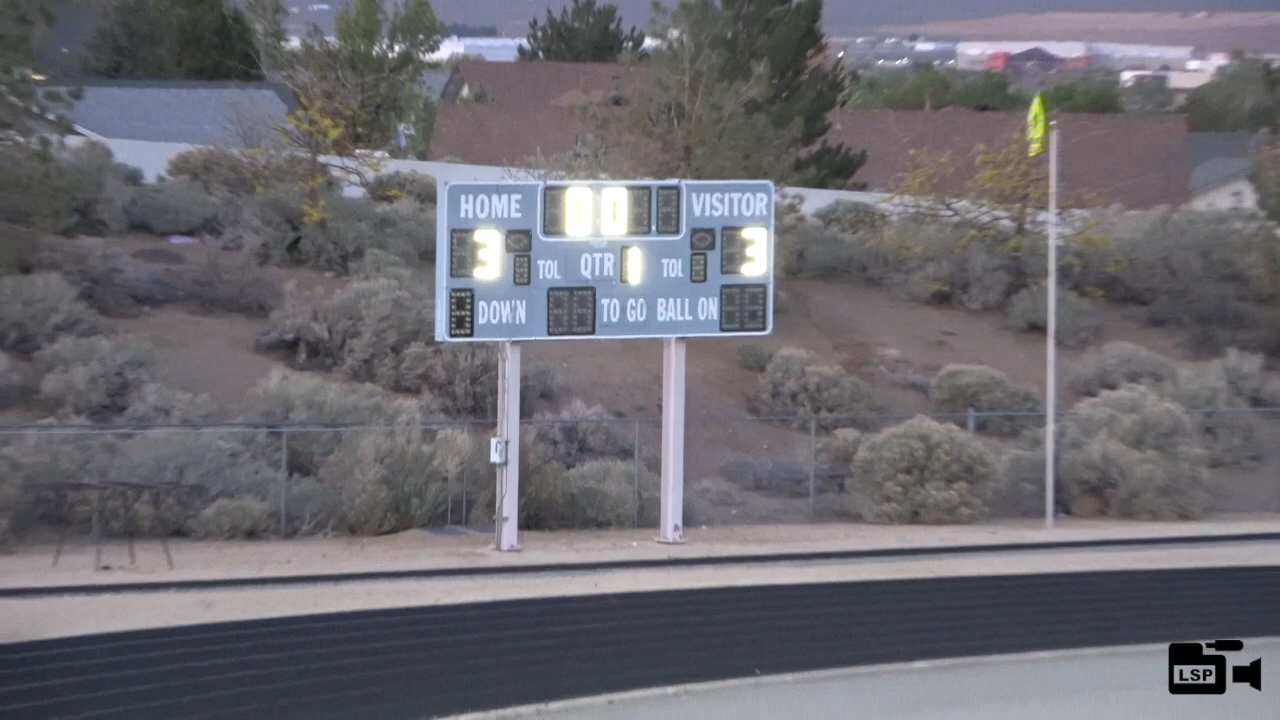 HOME 00 VISITOR
3 TOL QTR 1 TOL 3
DOWN TO GO BALL ON
LSP